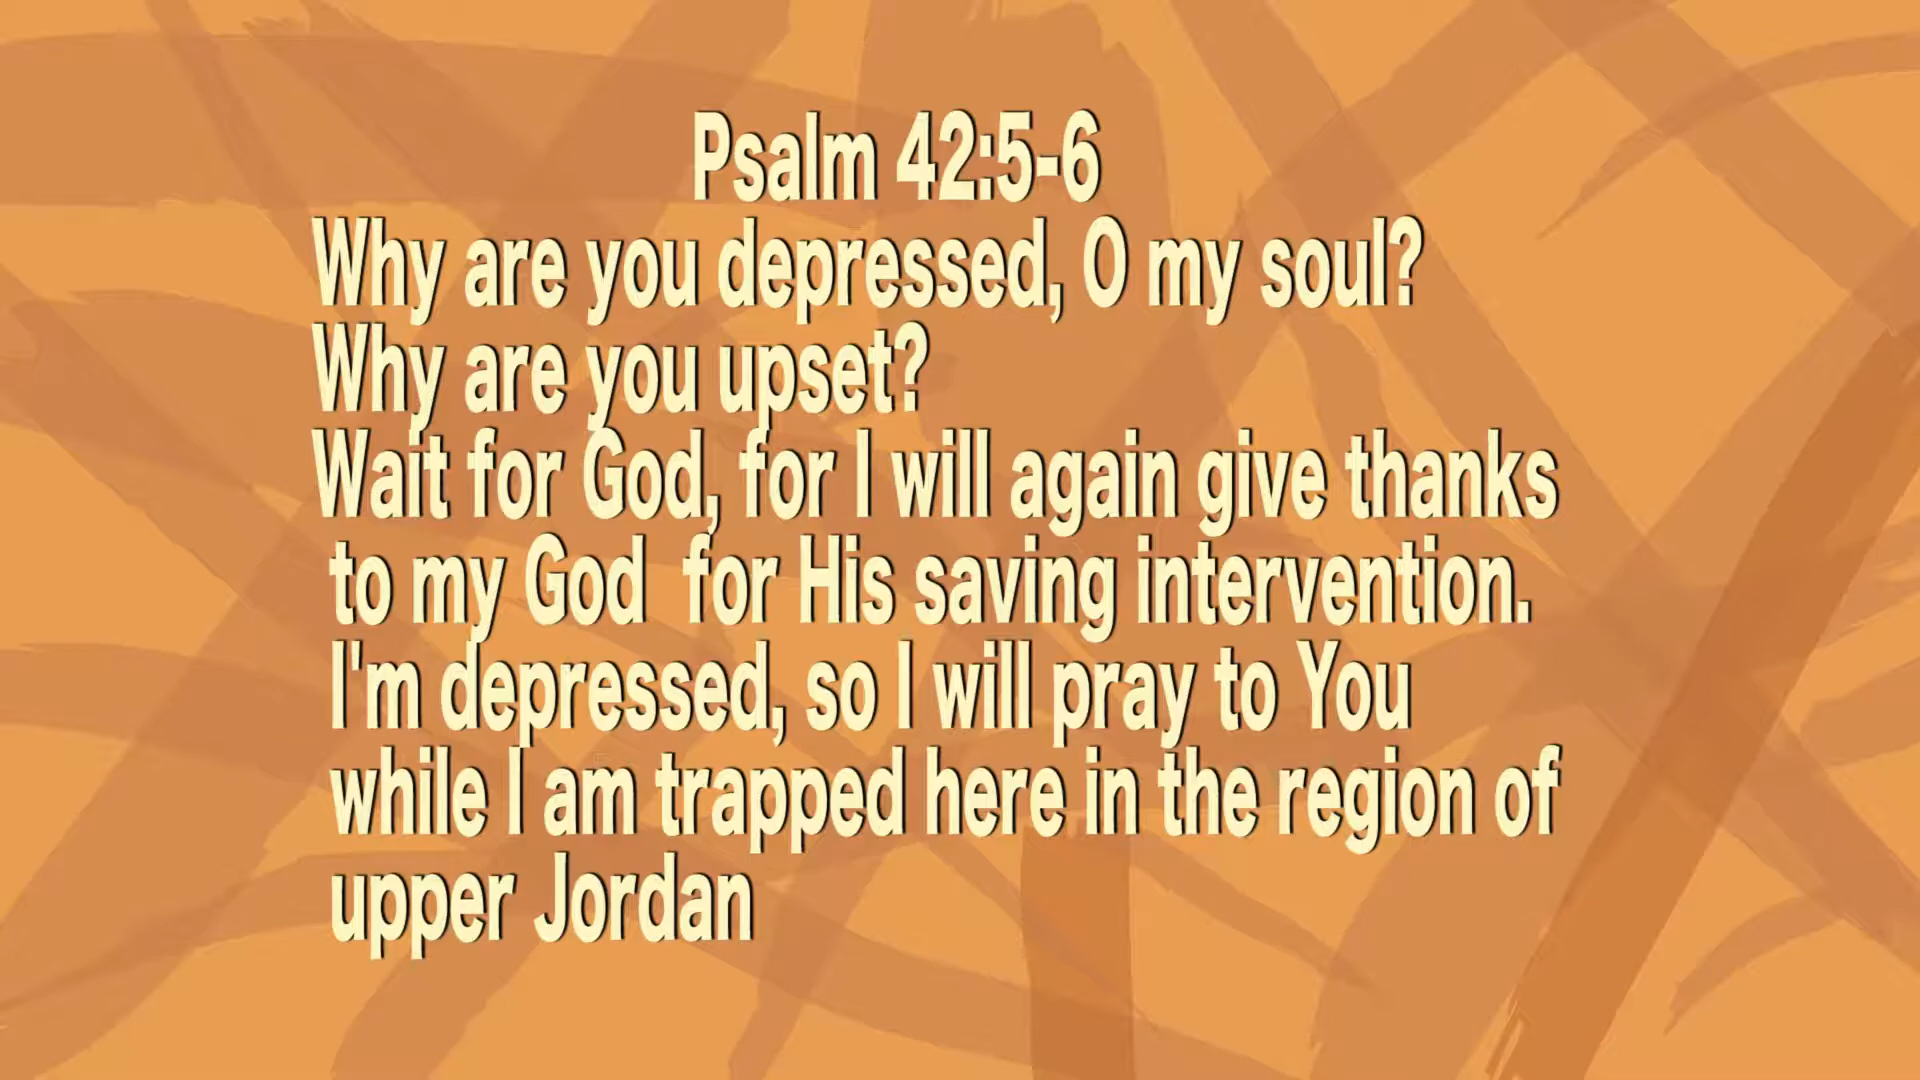 Psalm 42:5-6
Why are you depressed, O my soul?
Why are you upset?
Wait for God, for I will again give thanks
to my God  for His saving intervention.
I'm depressed, so I will pray to You
while I am trapped here in the region of
upper Jordan